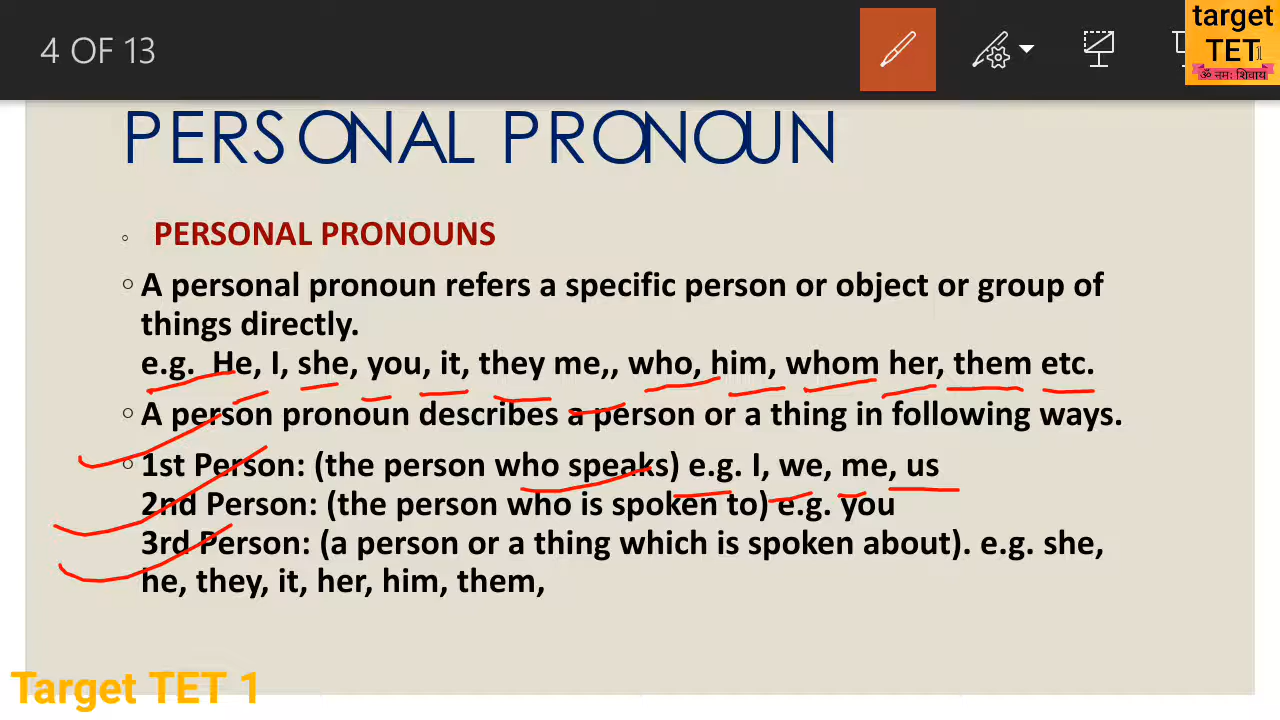 4 OF 13
target
TET1
ॐ नमः शिवाय
PERSONAL PRONOUN
PERSONAL PRONOUNS
A personal pronoun refers a specific person or object or group of
things directly.
e.g. He, I, she, you, it, they me,, who, him, whom her, them etc.
A person pronoun describes a person or a thing in following ways.
1st Person: (the person who speaks) e.g. I, we, me, us
2nd Person: (the person who is spoken to) e.g. you
3rd Person: (a person or a thing which is spoken about). e.g. she,
he, they, it, her, him, them,
Target TET 1